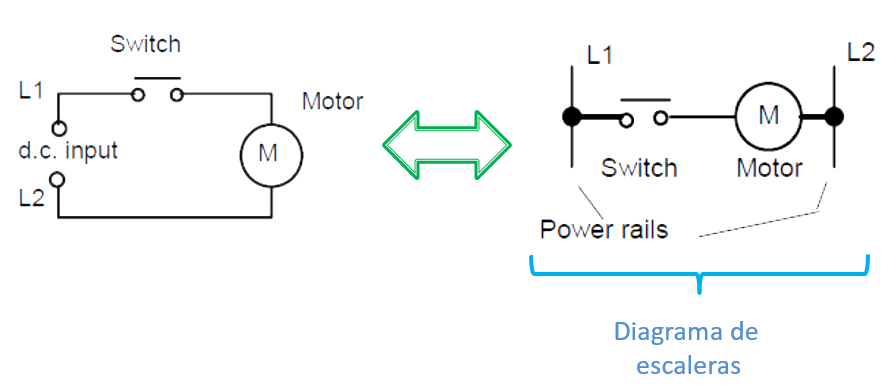 Switch
L1
Motor
d.c. input
M
L2
L1
L2
M
Switch
Motor
Power rails
Diagrama de
escaleras